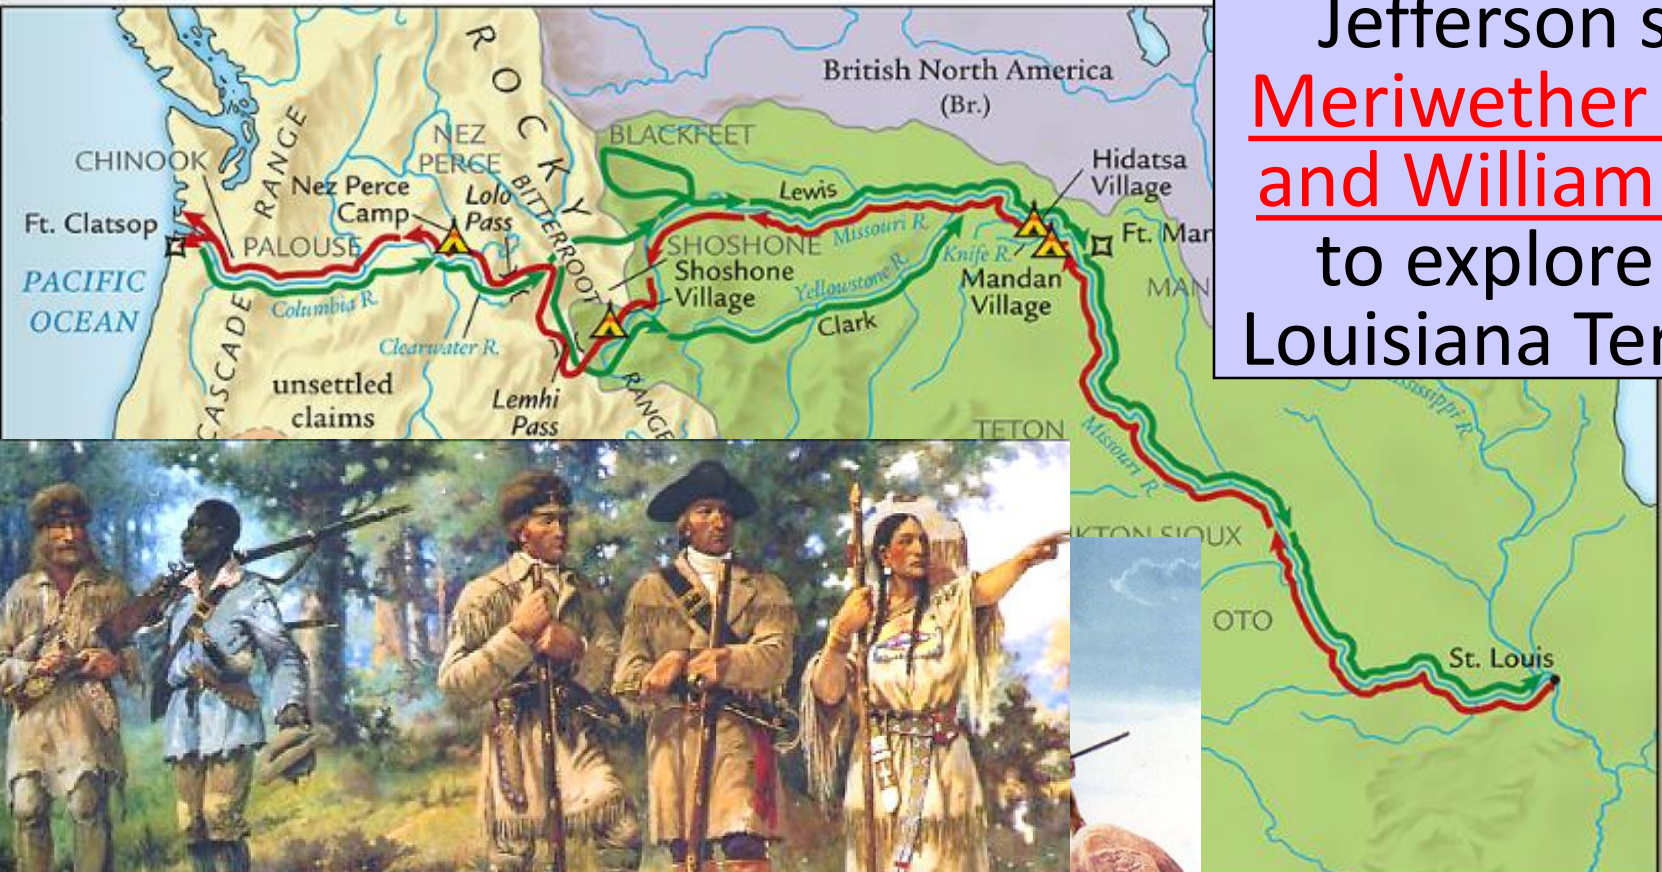 Jefferson s
Meriwether
and William
to explore
Louisiana Ter
ROCKY
British North America
(Br.)
BLACKFEET
NEZ
PERCE
CHINOOK
RANGE
Hidatsa
Village
Nez Perce
Camp
Lolo
Pass
BITTERROOT
Lewis
Ft. Clatsop
Missouri R.
Ft. Man
PALOUSE
SHOSHONE
Knife R.
PACIFIC
OCEAN
Shoshone
Village
Yellowstone R.
Mandan
Village
MAN
Columbia R.
CASCADE
Clark
Clearwater R.
unsettled
claims
Lemhi
Pass
RANGE
ississippi R.
TETON
Missouri R.
KTON SIOUX
OTO
St. Louis